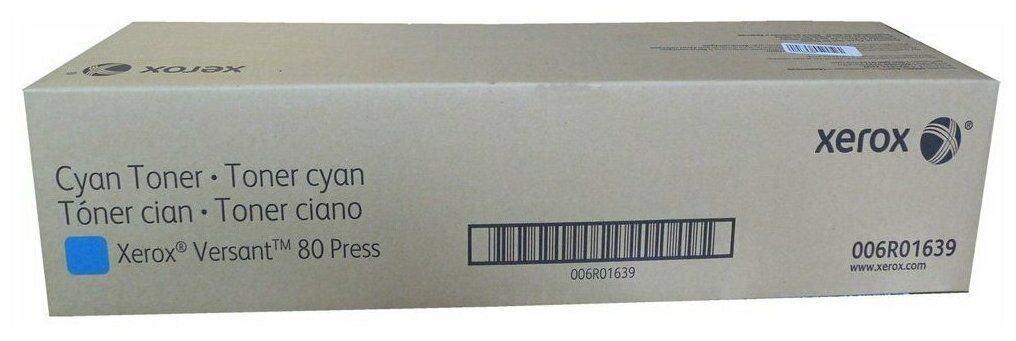 xerox
xerox ®
Cyan Toner • Toner cyan
Tóner cian • Toner ciano
Xerox® Versant™ 80 Press
006R01639
006R01639
www.xerox.com